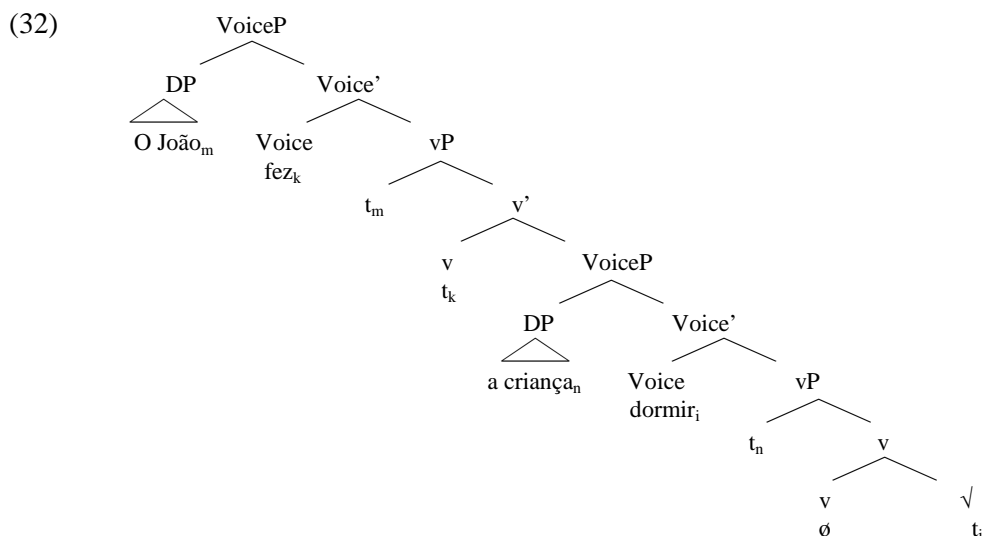 (32)
VoiceP
DP Voice’
O Joãoₘ Voice vP
fezₖ
tₘ v’
v VoiceP
tₖ
DP Voice’
a criançaₙ Voice vP
dormirᵢ
tₙ v
v √
ø tᵢ